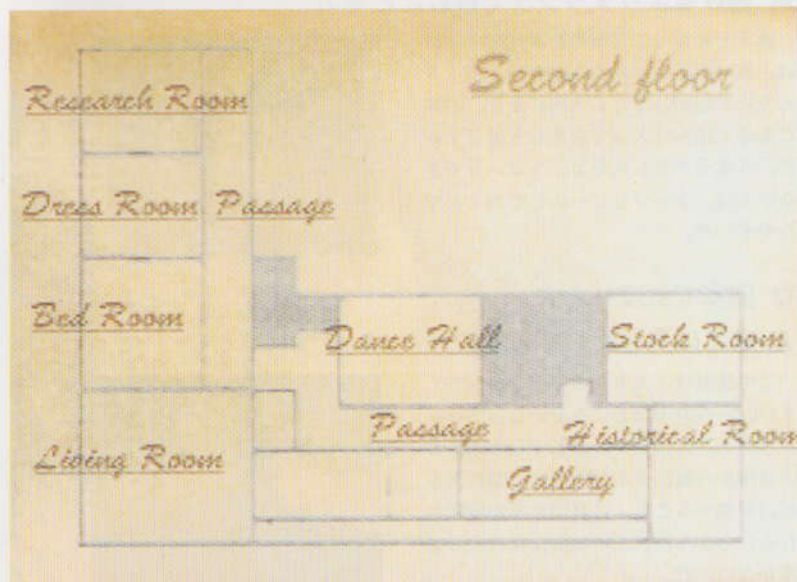 Second floor
Research Room
Dress Room
Passage
Bed Room
Dance Hall
Stock Room
Passage
Historical Room
Living Room
Gallery